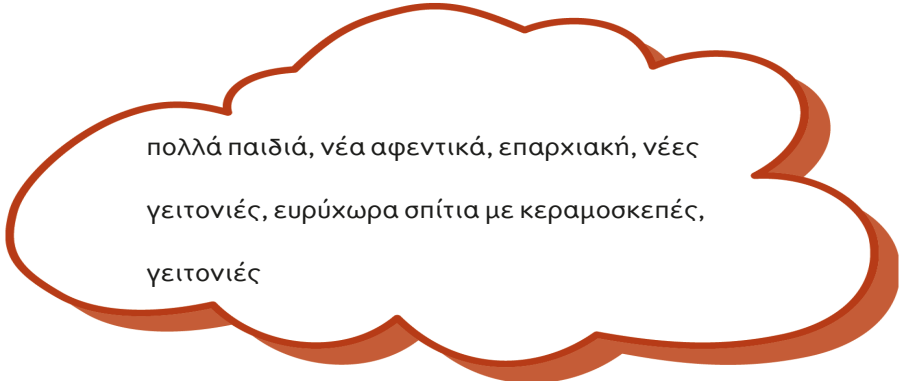 πολλά παιδιά, νέα αφεντικά, επαρχιακή, νέες
γειτονιές, ευρύχωρα σπίτια με κεραμοσκεπές,
γειτονιές